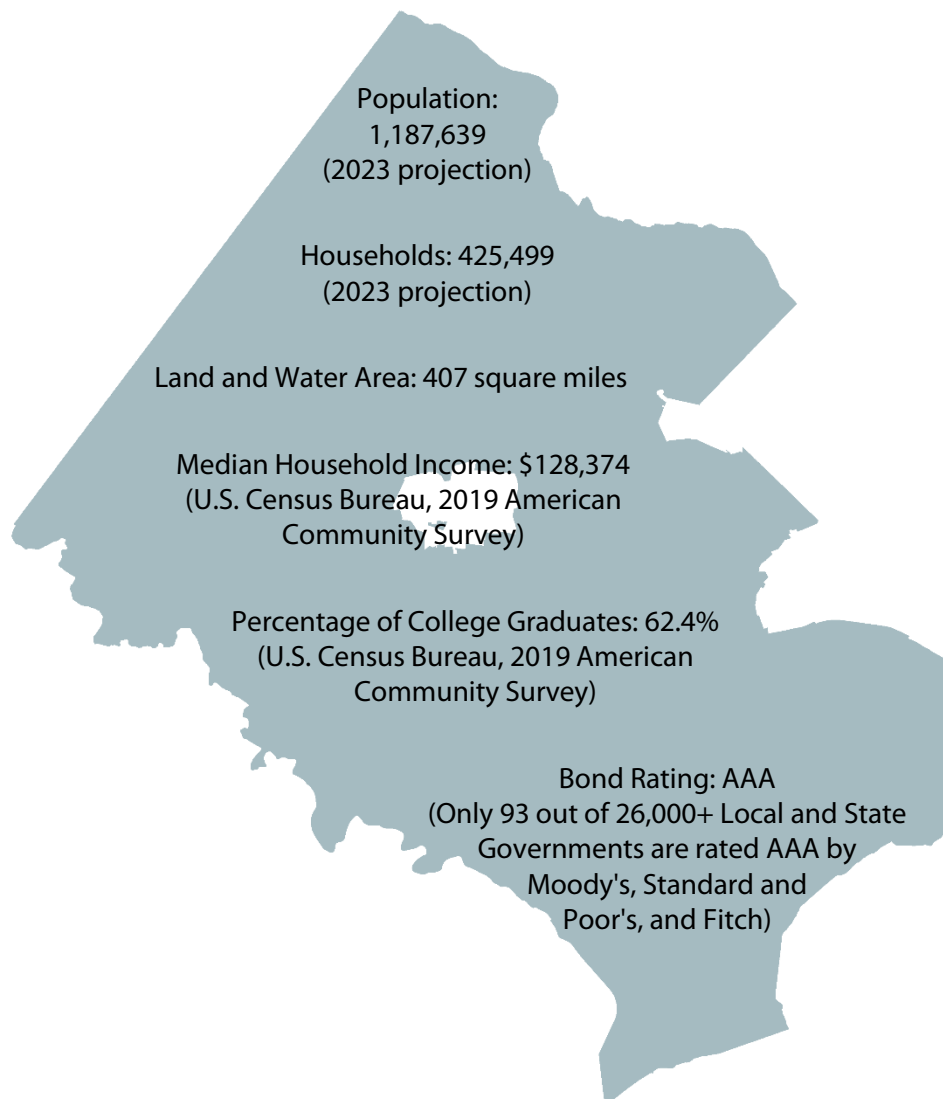 Population:
1,187,639
(2023 projection)
Households: 425,499
(2023 projection)
Land and Water Area: 407 square miles
Median Household Income: $128,374
(U.S. Census Bureau, 2019 American
Community Survey)
Percentage of College Graduates: 62.4%
(U.S. Census Bureau, 2019 American
Community Survey)
Bond Rating: AAA
(Only 93 out of 26,000+ Local and State
Governments are rated AAA by
Moody's, Standard and
Poor's, and Fitch)